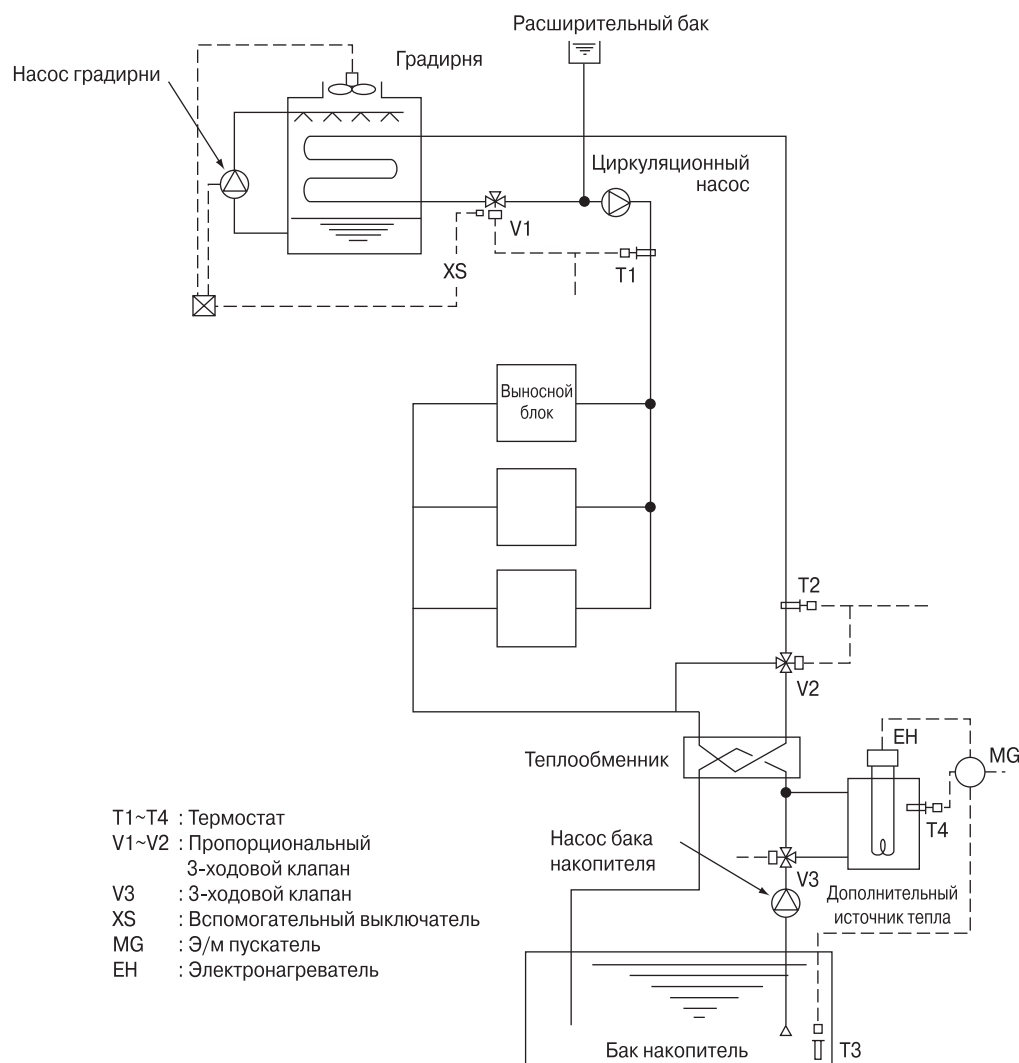 Расширительный бак
Градирня
Насос градирни
Циркуляционный
насос
V1
T1
XS
Выносной
блок
T2
V2
EH
MG
Теплообменник
T4
T1~T4 : Термостат
V1~V2 : Пропорциональный
3-ходовой клапан
V3 : 3-ходовой клапан
XS : Вспомогательный выключатель
MG : Э/м пускатель
EH : Электронагреватель
Насос бака
накопителя
V3
Дополнительный
источник тепла
Бак накопитель
T3